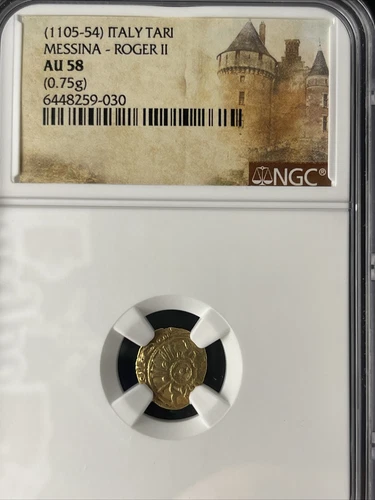 (1105-54) ITALY TARI
MESSINA - ROGER II
AU 58
(0.75g)
6448259-030
NGC®